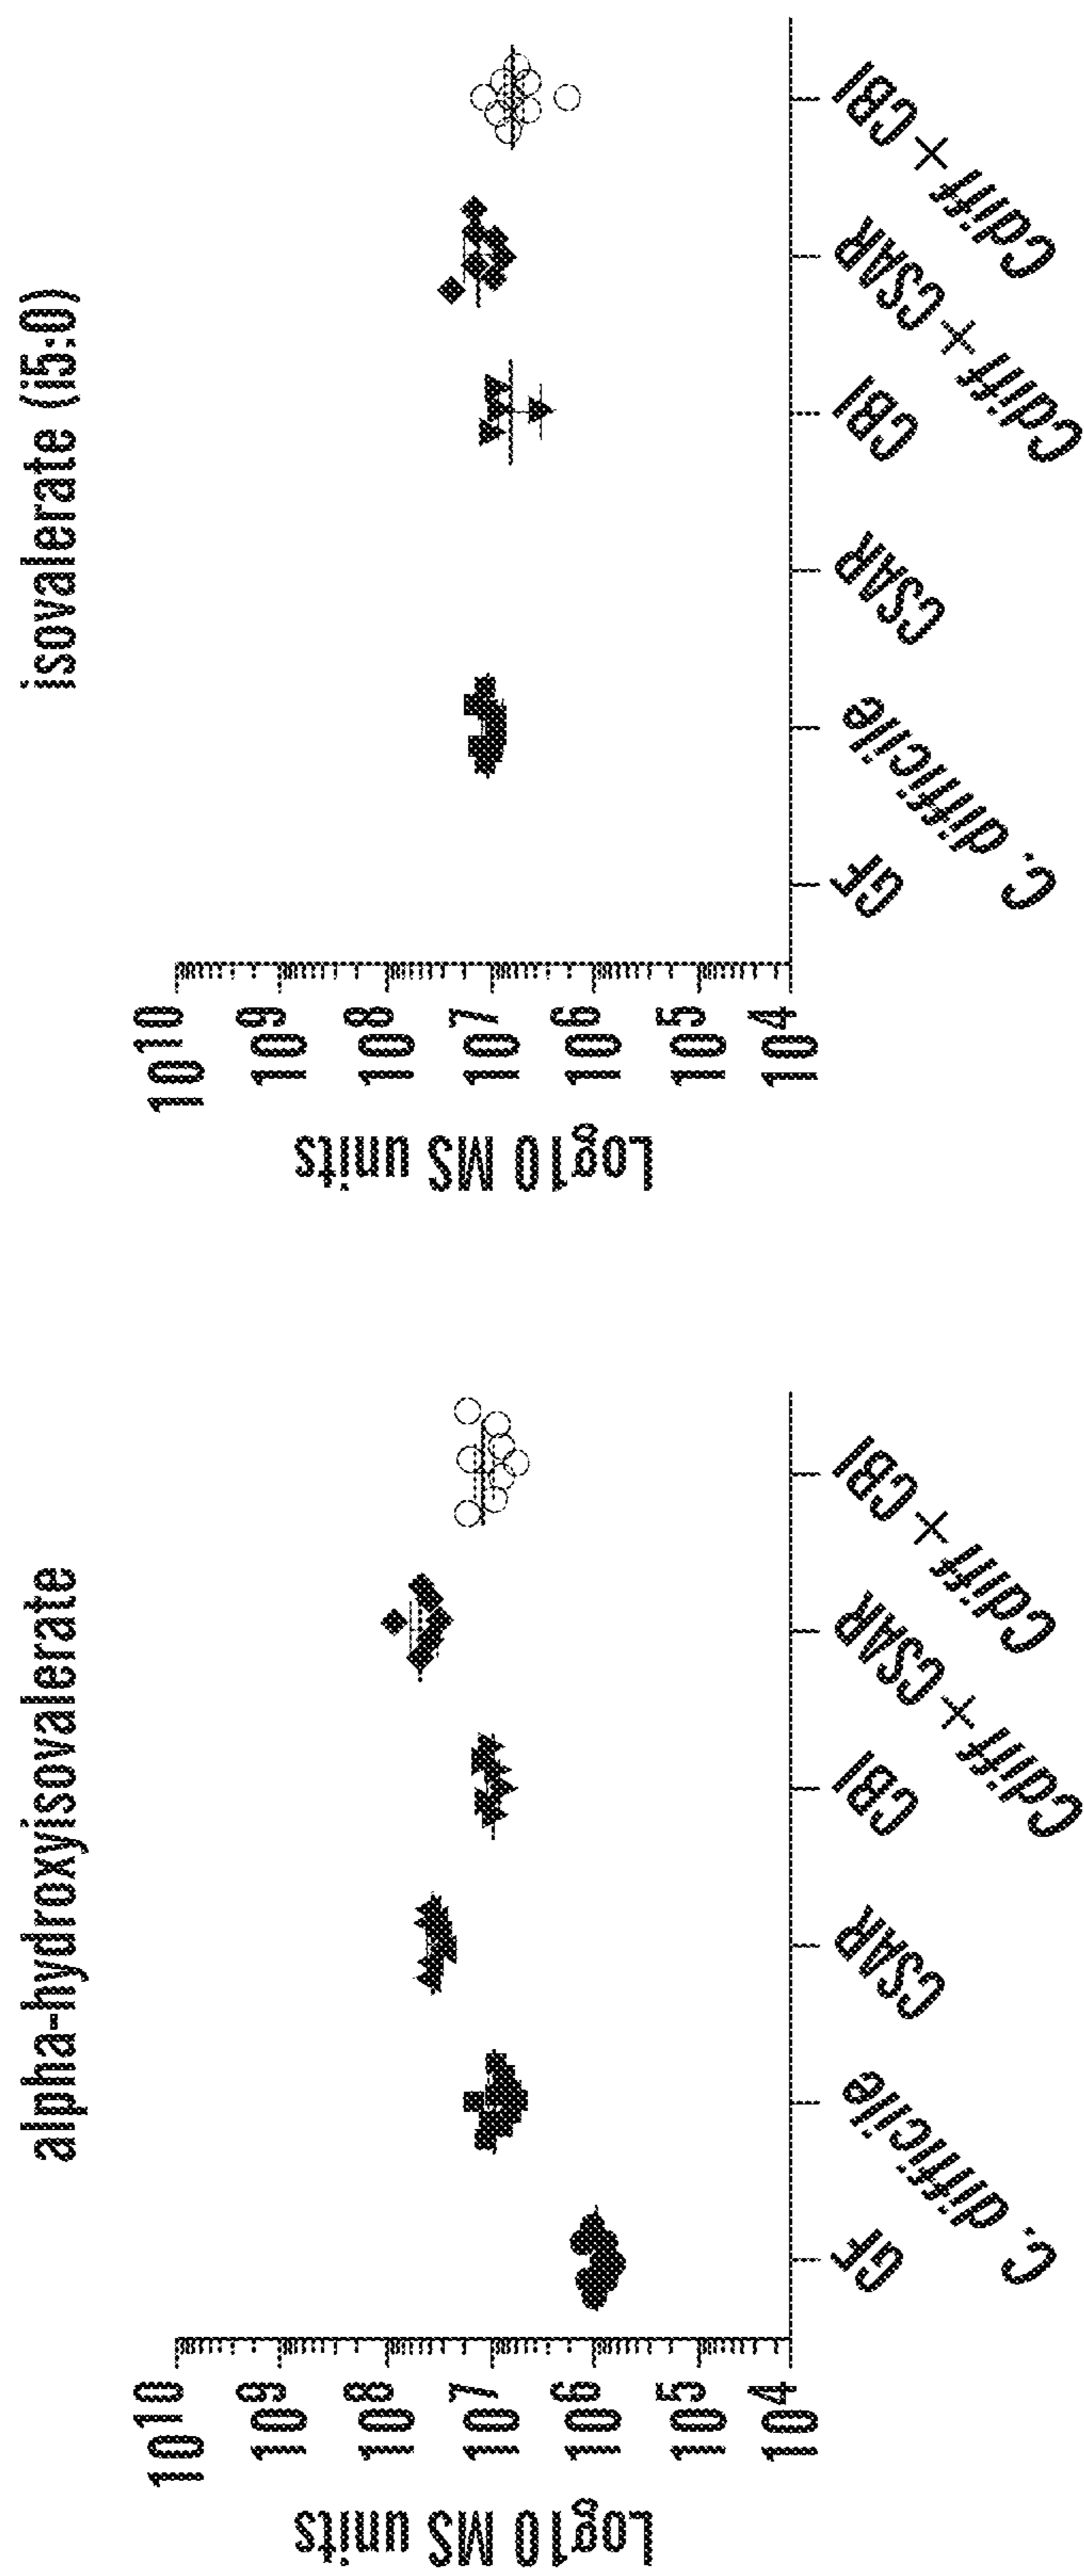 alpha-hydroxyisovalerate
Log10 MS units
10^10
10^9
10^8
10^7
10^6
10^5
10^4
GF
C. difficile
CSAR
CBI
Cdiff + CSAR
Cdiff + CBI
isovalerate (i5:0)
Log10 MS units
10^10
10^9
10^8
10^7
10^6
10^5
10^4
GF
C. difficile
CSAR
CBI
Cdiff + CSAR
Cdiff + CBI